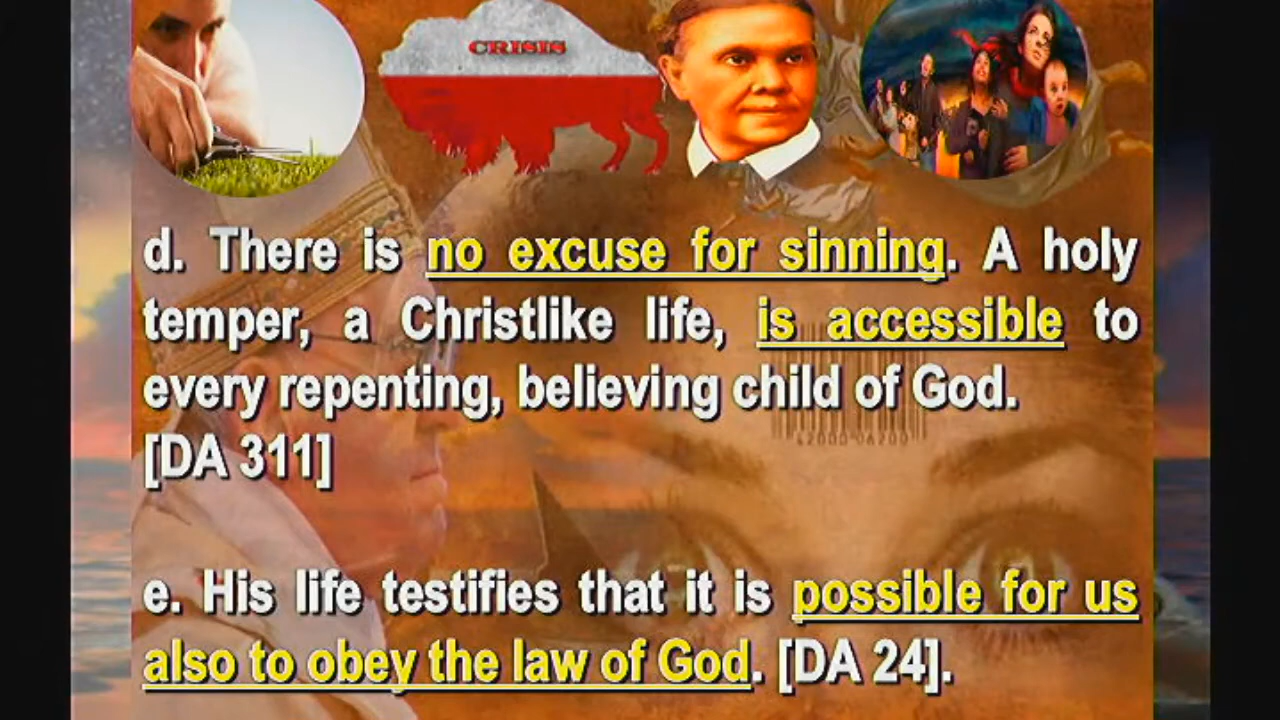 CRISIS
d. There is no excuse for sinning. A holy
temper, a Christlike life, is accessible to
every repenting, believing child of God.
[DA 311]
e. His life testifies that it is possible for us
also to obey the law of God. [DA 24].